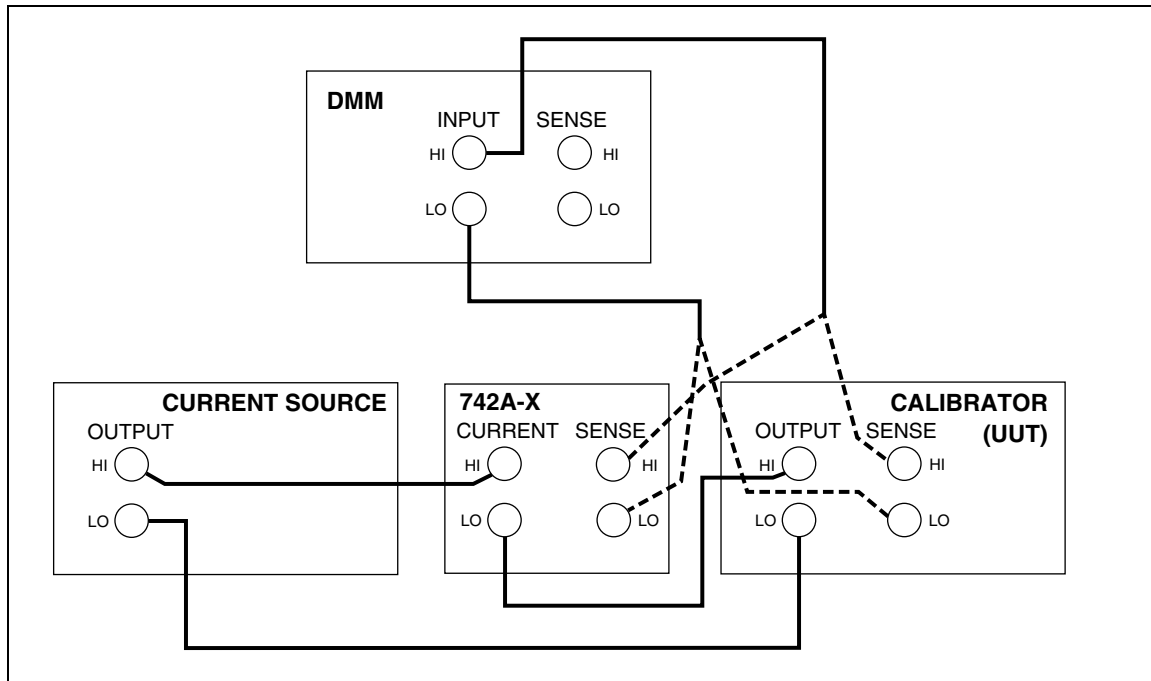 DMM
INPUT SENSE
HI HI
LO LO
CURRENT SOURCE
OUTPUT
HI
LO
742A-X
CURRENT SENSE
HI HI
LO LO
CALIBRATOR
(UUT)
OUTPUT SENSE
HI HI
LO LO